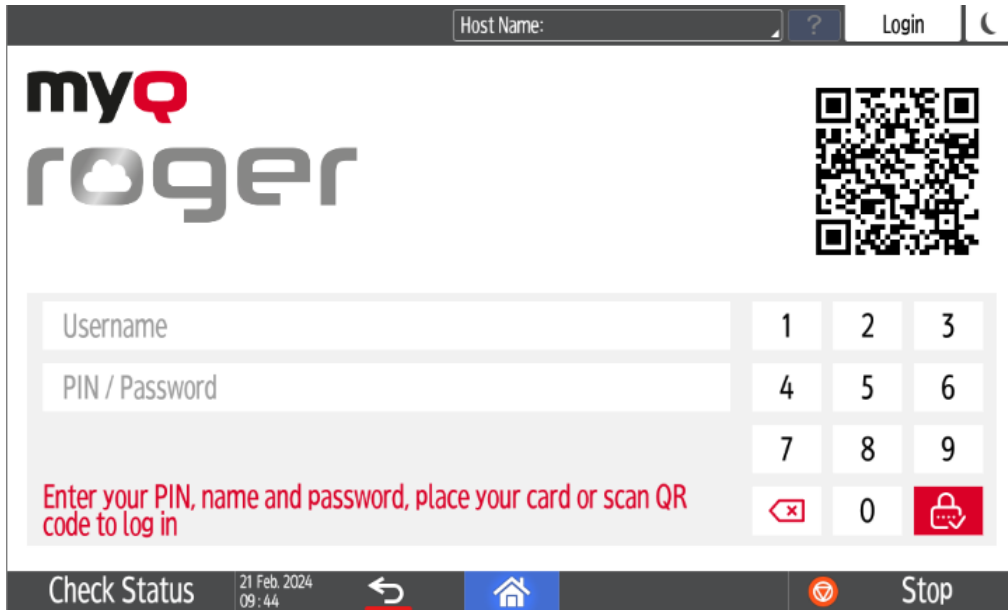 Host Name:
?
Login
myQ
roger
Username
PIN / Password
1 2 3
4 5 6
7 8 9
0
Enter your PIN, name and password, place your card or scan QR
code to log in
Check Status
21 Feb. 2024
09:44
Stop